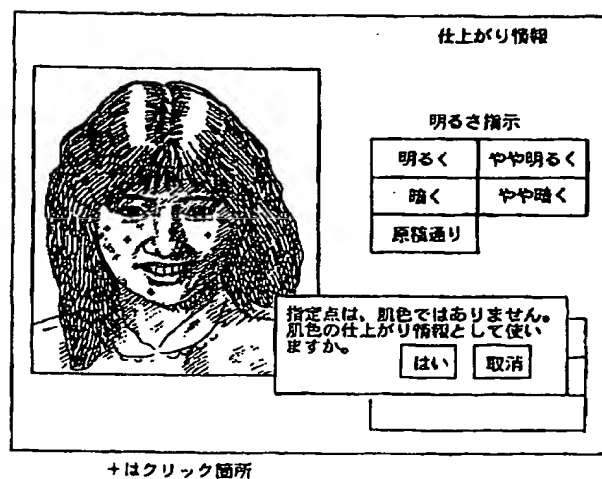 仕上がり情報
明るさ指示
明るく
やや明るく
暗く
やや暗く
原稿通り
指定点は、肌色ではありません。
肌色の仕上がり情報として使い
ますか。
はい
取消
+はクリック箇所